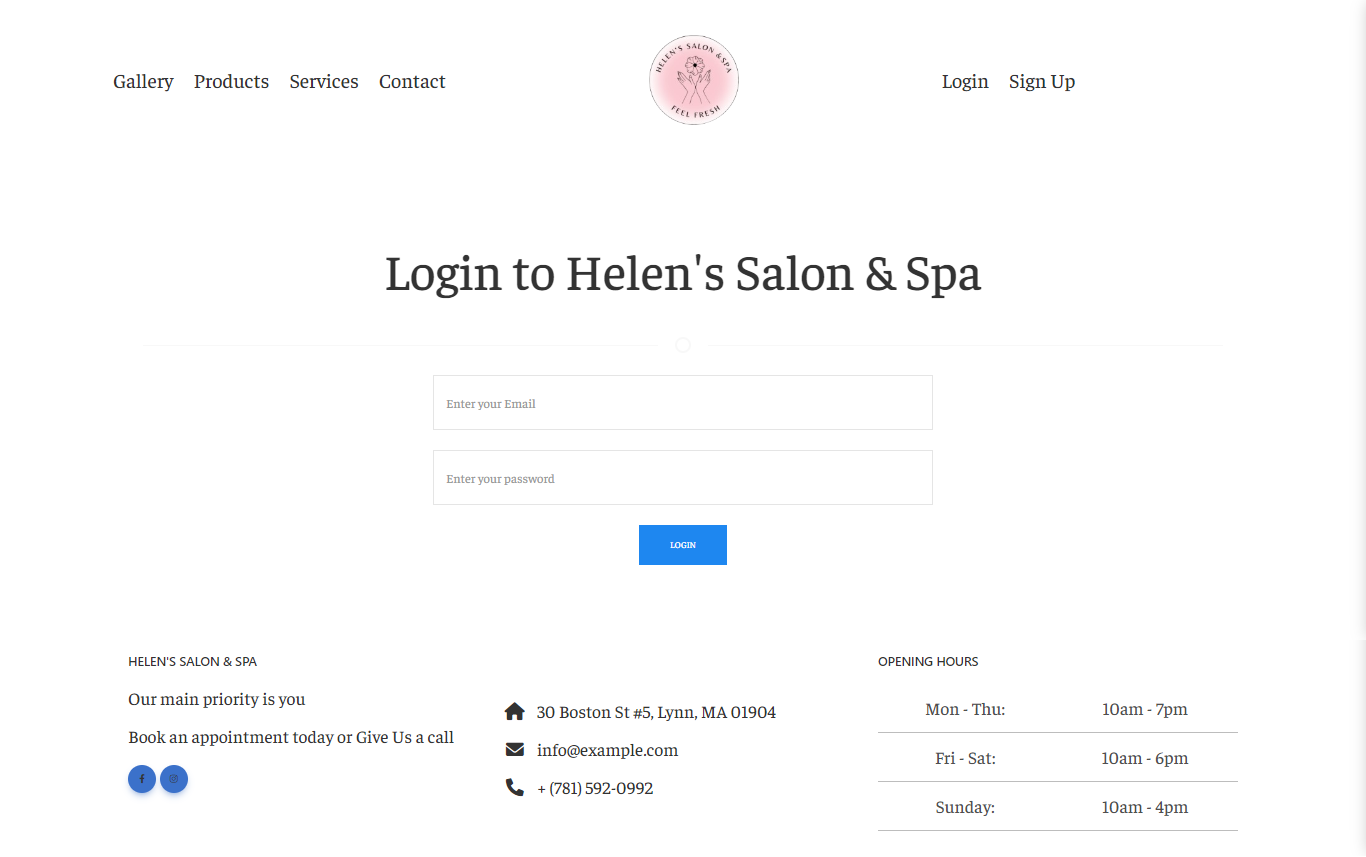 Gallery Products Services Contact
HELEN'S SALON & SPA
FEEL FRESH
Login Sign Up
Login to Helen's Salon & Spa
Enter your Email
Enter your password
LOGIN
HELEN'S SALON & SPA
Our main priority is you
Book an appointment today or Give Us a call
30 Boston St #5, Lynn, MA 01904
info@example.com
+ (781) 592-0992
OPENING HOURS
Mon - Thu: 10am - 7pm
Fri - Sat: 10am - 6pm
Sunday: 10am - 4pm